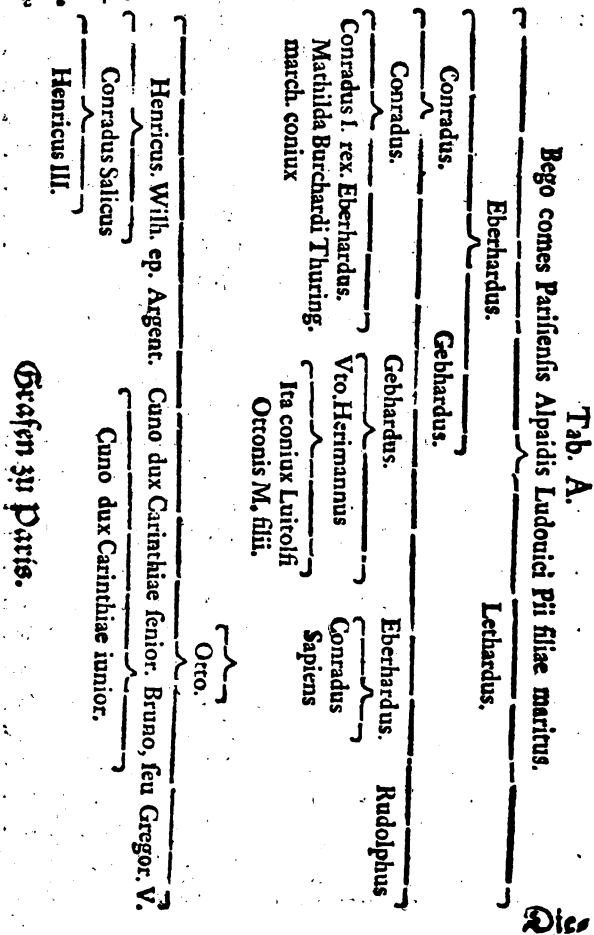 Tab. A.
Bego comes Pariſienſis Alpaidis Ludouici Pii filiae maritus.
Eberhardus. Lethardus.
Conradus. Gebhardus.
Conradus. Gebhardus. Eberhardus. Rudolphus
Conradus I. rex. Eberhardus. Vto. Herimannus Conradus
Mathilda Burchardi Thuring. Sapiens
march. coniux Ita coniux Luitolfi
Ottonis M. filii.
Otto.
Henricus. Wilh. ep. Argent. Cuno dux Carinthiae ſenior. Bruno, ſeu Gregor. V.
Conradus Salicus Cuno dux Carinthiae iunior.
Henricus III.
Grafen zu Paris.
Dies